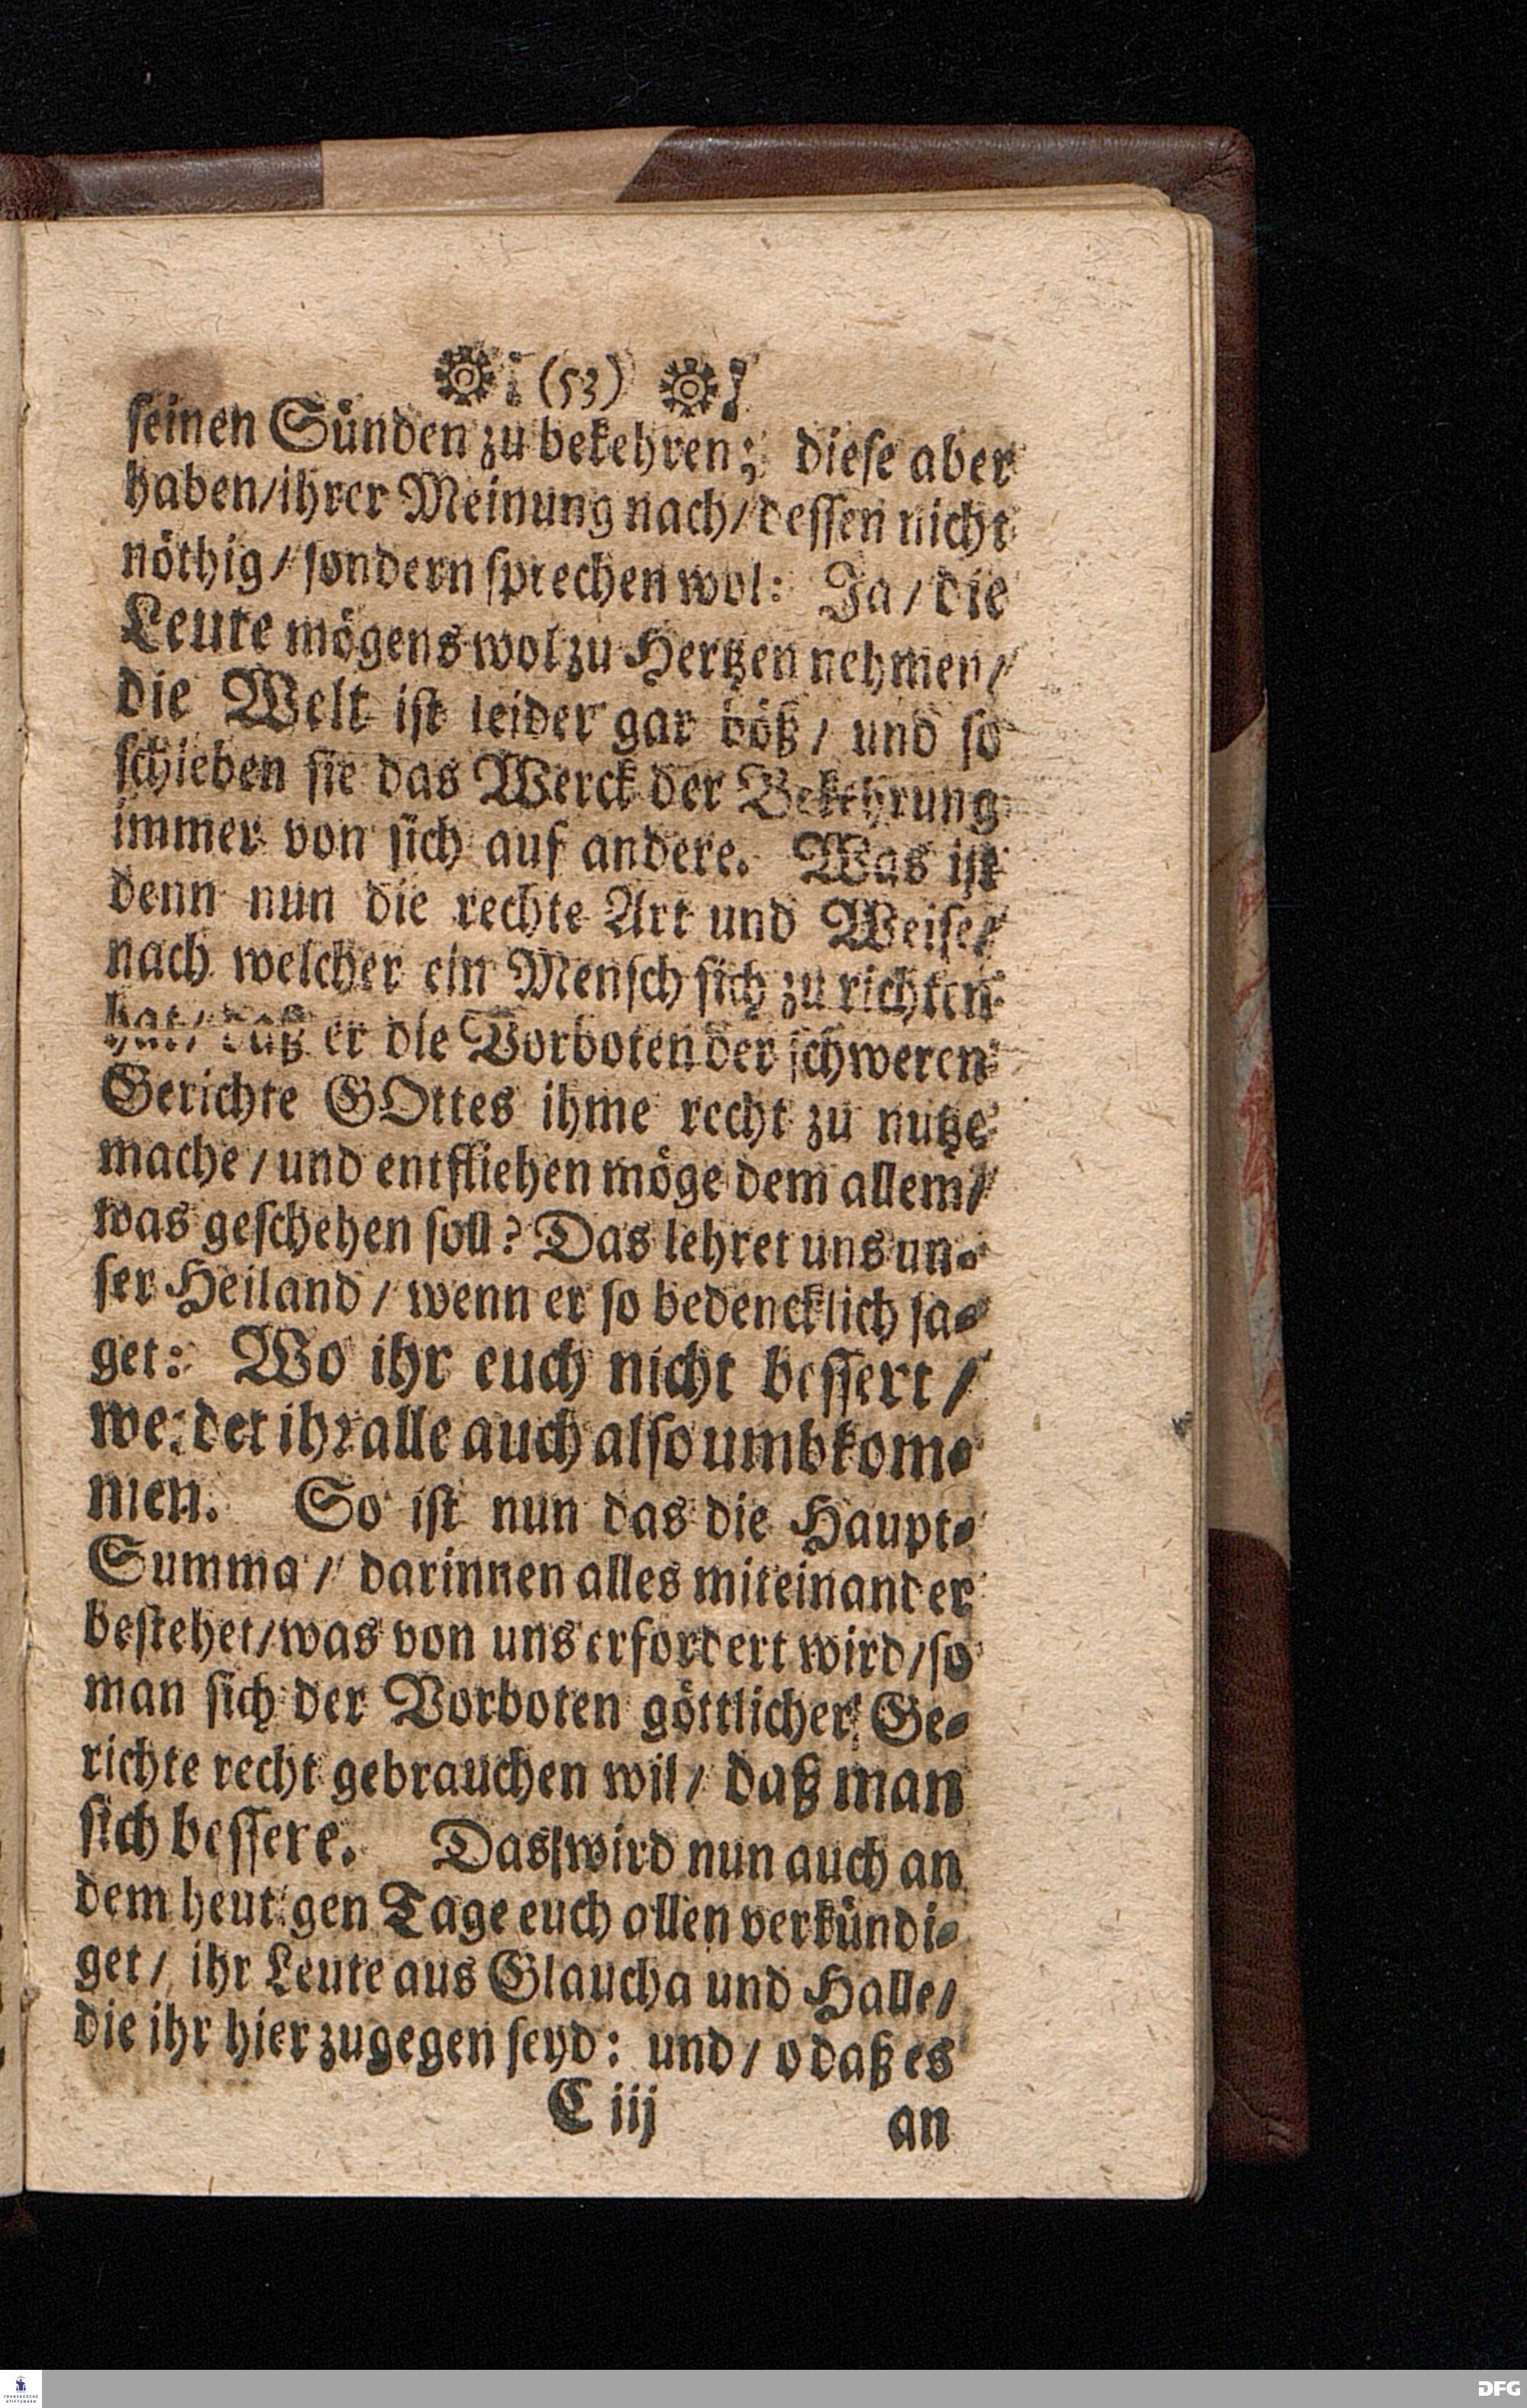 (53)
seinen Sünden zu bekehren; diese aber
haben/ihrer Meinung nach/dessen nicht
nöthig/sondern sprechen wol: Ja/die
Leute mögens wol zu Hertzen nehmen/
die Welt ist leider gar böß/ und so
schieben sie das Werck der Bekehrung
immer von sich auf andere. Was ist
denn nun die rechte Art und Weise/
nach welcher ein Mensch sich zu richten
hat/daß er die Vorboten der schweren
Gerichte GOttes ihme recht zu nutze
mache/und entfliehen möge dem allem/
was geschehen soll? Das lehret uns un-
ser Heiland/wenn er so bedencklich sa-
get: Wo ihr euch nicht bessert/
werdet ihr alle auch also umbkom-
men. So ist nun das die Haupt-
Summa/ darinnen alles miteinander
bestehet/was von uns erfordert wird/so
man sich der Vorboten göttlicher Ge-
richte recht gebrauchen wil/ daß man
sich bessere. Das wird nun auch an
dem heutigen Tage euch allen verkündi-
get/ ihr Leute aus Glaucha und Halle/
die ihr hier zugegen seyd: und/o daß es
C iij an
FRANCKESCHE STIFTUNGEN
DFG